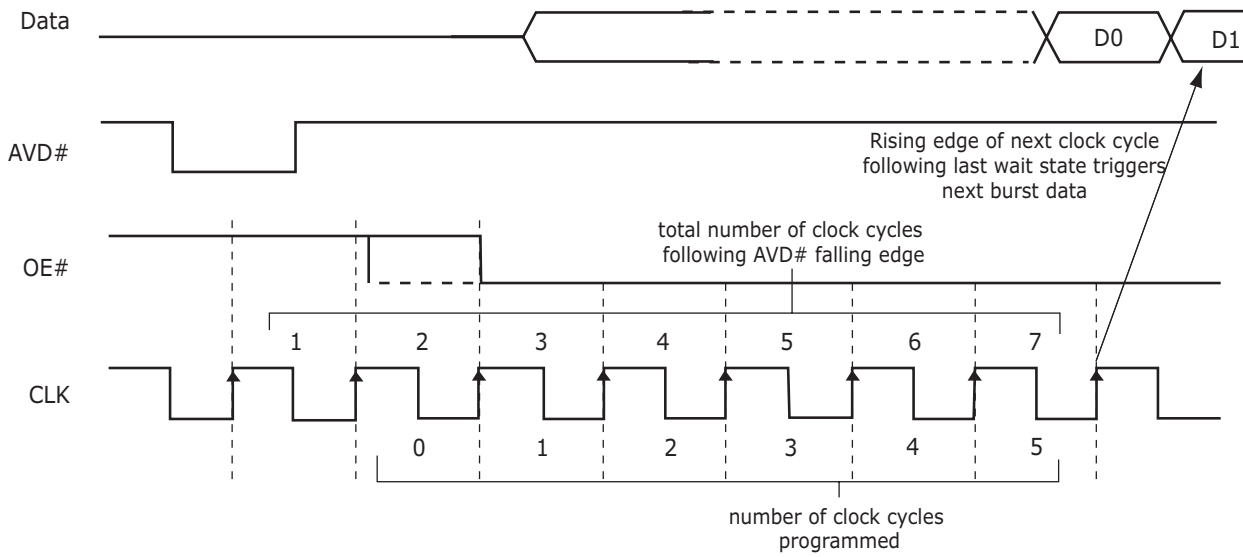 Data
D0
D1
AVD#
Rising edge of next clock cycle
following last wait state triggers
next burst data
total number of clock cycles
following AVD# falling edge
OE#
1 2 3 4 5 6 7
CLK
0 1 2 3 4 5
number of clock cycles
programmed